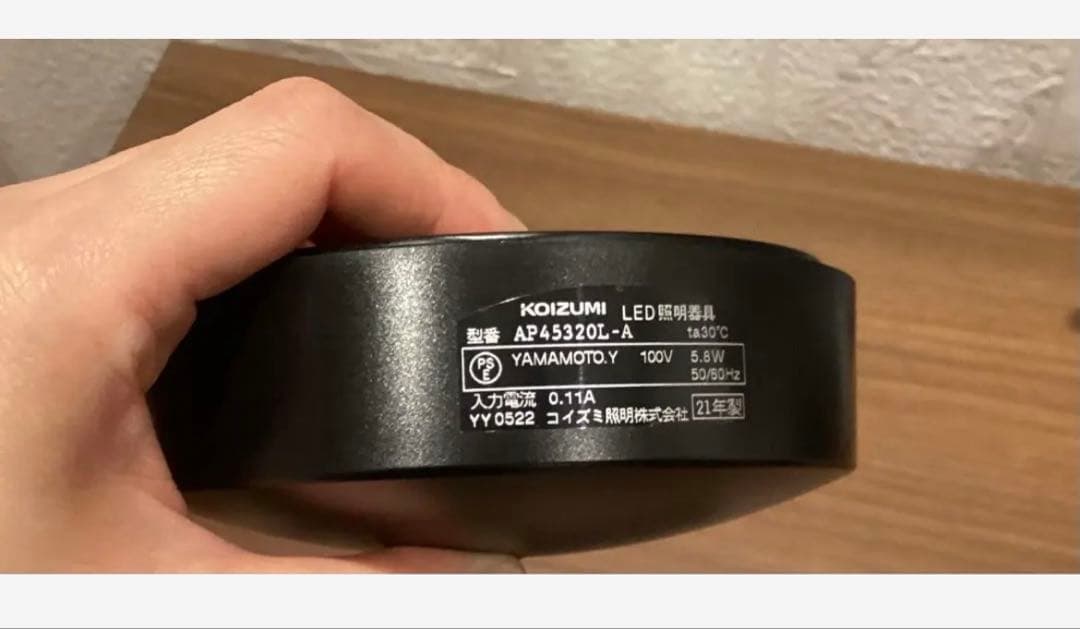 KOIZUMI LED照明器具
型番 AP45320L-A ta30℃
PSE YAMAMOTO.Y 100V 5.8W
50/60Hz
入力電流 0.11A
YY0522 コイズミ照明株式会社 21年製